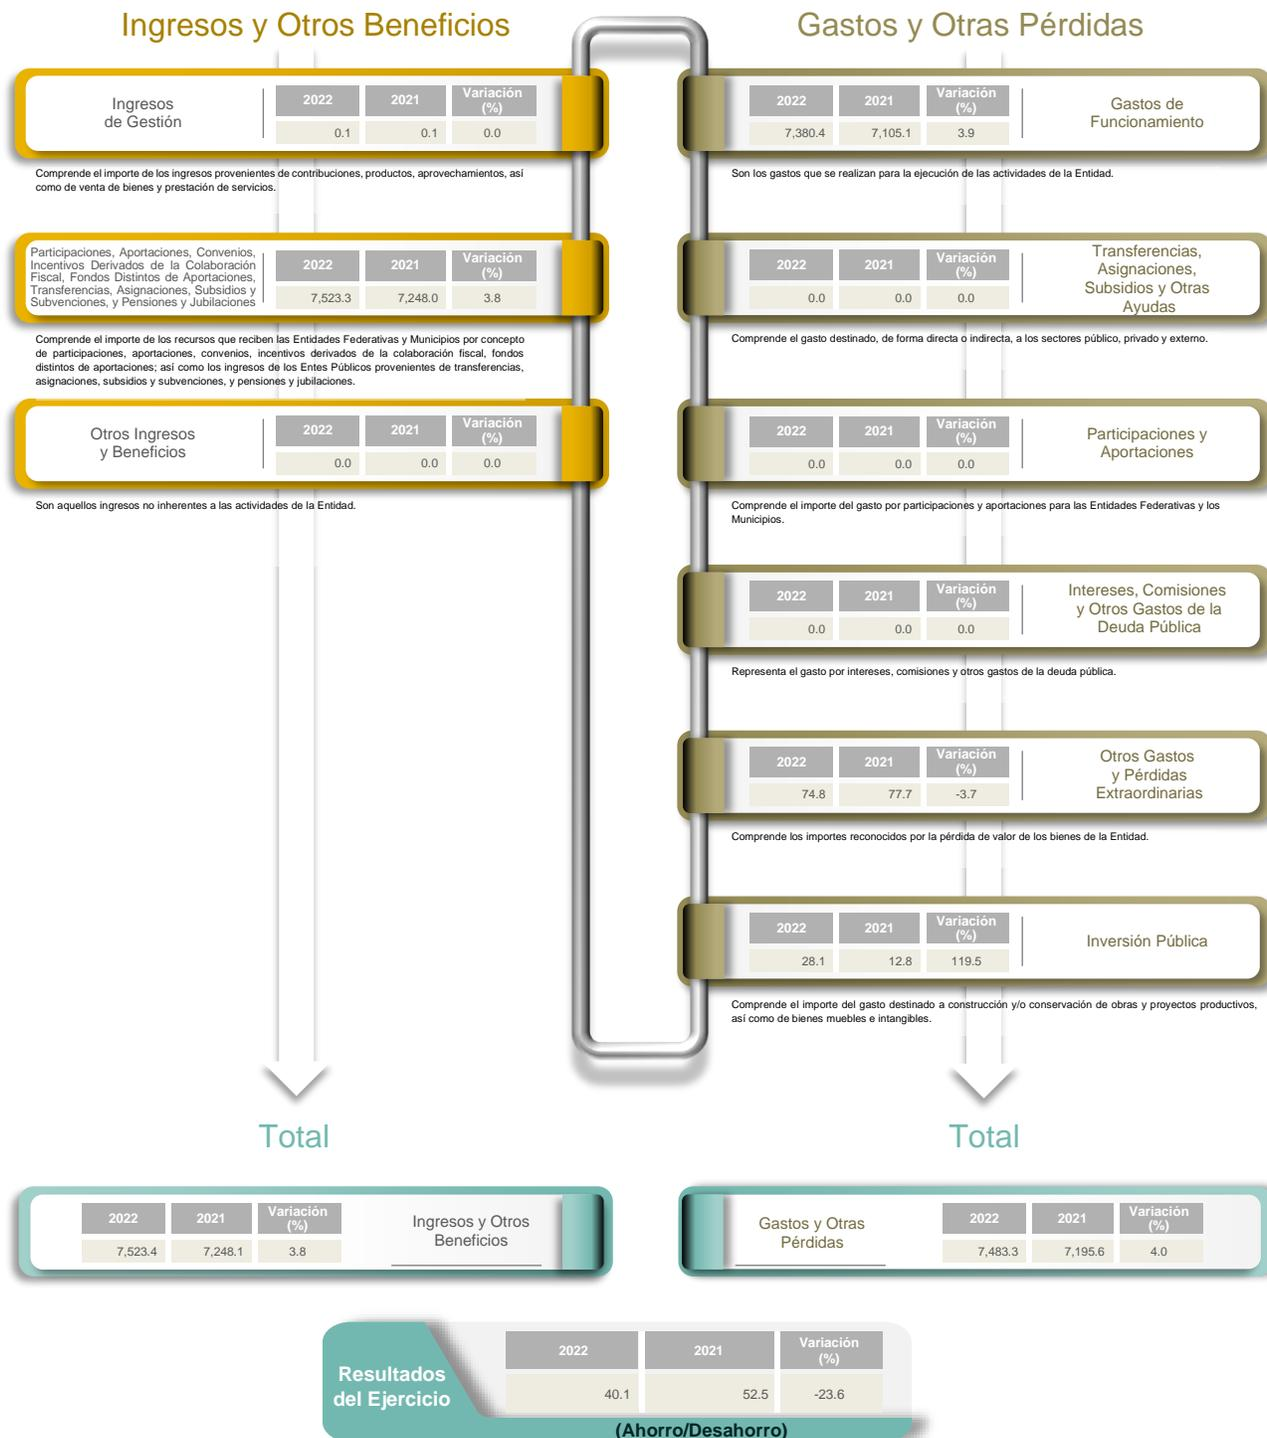 Ingresos y Otros Beneficios
Ingresos
de Gestión
2022 2021 Variación
(%)
0.1 0.1 0.0
Comprende el importe de los ingresos provenientes de contribuciones, productos, aprovechamientos, así
como de venta de bienes y prestación de servicios.
Participaciones, Aportaciones, Convenios,
Incentivos Derivados de la Colaboración
Fiscal, Fondos Distintos de Aportaciones,
Transferencias, Asignaciones, Subsidios y
Subvenciones, y Pensiones y Jubilaciones
2022 2021 Variación
(%)
7,523.3 7,248.0 3.8
Comprende el importe de los recursos que reciben las Entidades Federativas y Municipios por concepto
de participaciones, aportaciones, convenios, incentivos derivados de la colaboración fiscal, fondos
distintos de aportaciones; así como los ingresos de los Entes Públicos provenientes de transferencias,
asignaciones, subsidios y subvenciones, y pensiones y jubilaciones.
Otros Ingresos
y Beneficios
2022 2021 Variación
(%)
0.0 0.0 0.0
Son aquellos ingresos no inherentes a las actividades de la Entidad.
Total
2022 2021 Variación
(%)
7,523.4 7,248.1 3.8
Ingresos y Otros
Beneficios
Gastos y Otras Pérdidas
2022 2021 Variación
(%)
7,380.4 7,105.1 3.9
Gastos de
Funcionamiento
Son los gastos que se realizan para la ejecución de las actividades de la Entidad.
2022 2021 Variación
(%)
0.0 0.0 0.0
Transferencias,
Asignaciones,
Subsidios y Otras
Ayudas
Comprende el gasto destinado, de forma directa o indirecta, a los sectores público, privado y externo.
2022 2021 Variación
(%)
0.0 0.0 0.0
Participaciones y
Aportaciones
Comprende el importe del gasto por participaciones y aportaciones para las Entidades Federativas y los
Municipios.
2022 2021 Variación
(%)
0.0 0.0 0.0
Intereses, Comisiones
y Otros Gastos de la
Deuda Pública
Representa el gasto por intereses, comisiones y otros gastos de la deuda pública.
2022 2021 Variación
(%)
74.8 77.7 -3.7
Otros Gastos
y Pérdidas
Extraordinarias
Comprende los importes reconocidos por la pérdida de valor de los bienes de la Entidad.
2022 2021 Variación
(%)
28.1 12.8 119.5
Inversión Pública
Comprende el importe del gasto destinado a construcción y/o conservación de obras y proyectos productivos,
así como de bienes muebles e intangibles.
Total
Gastos y Otras
Pérdidas
2022 2021 Variación
(%)
7,483.3 7,195.6 4.0
Resultados
del Ejercicio
2022 2021 Variación
(%)
40.1 52.5 -23.6
(Ahorro/Desahorro)